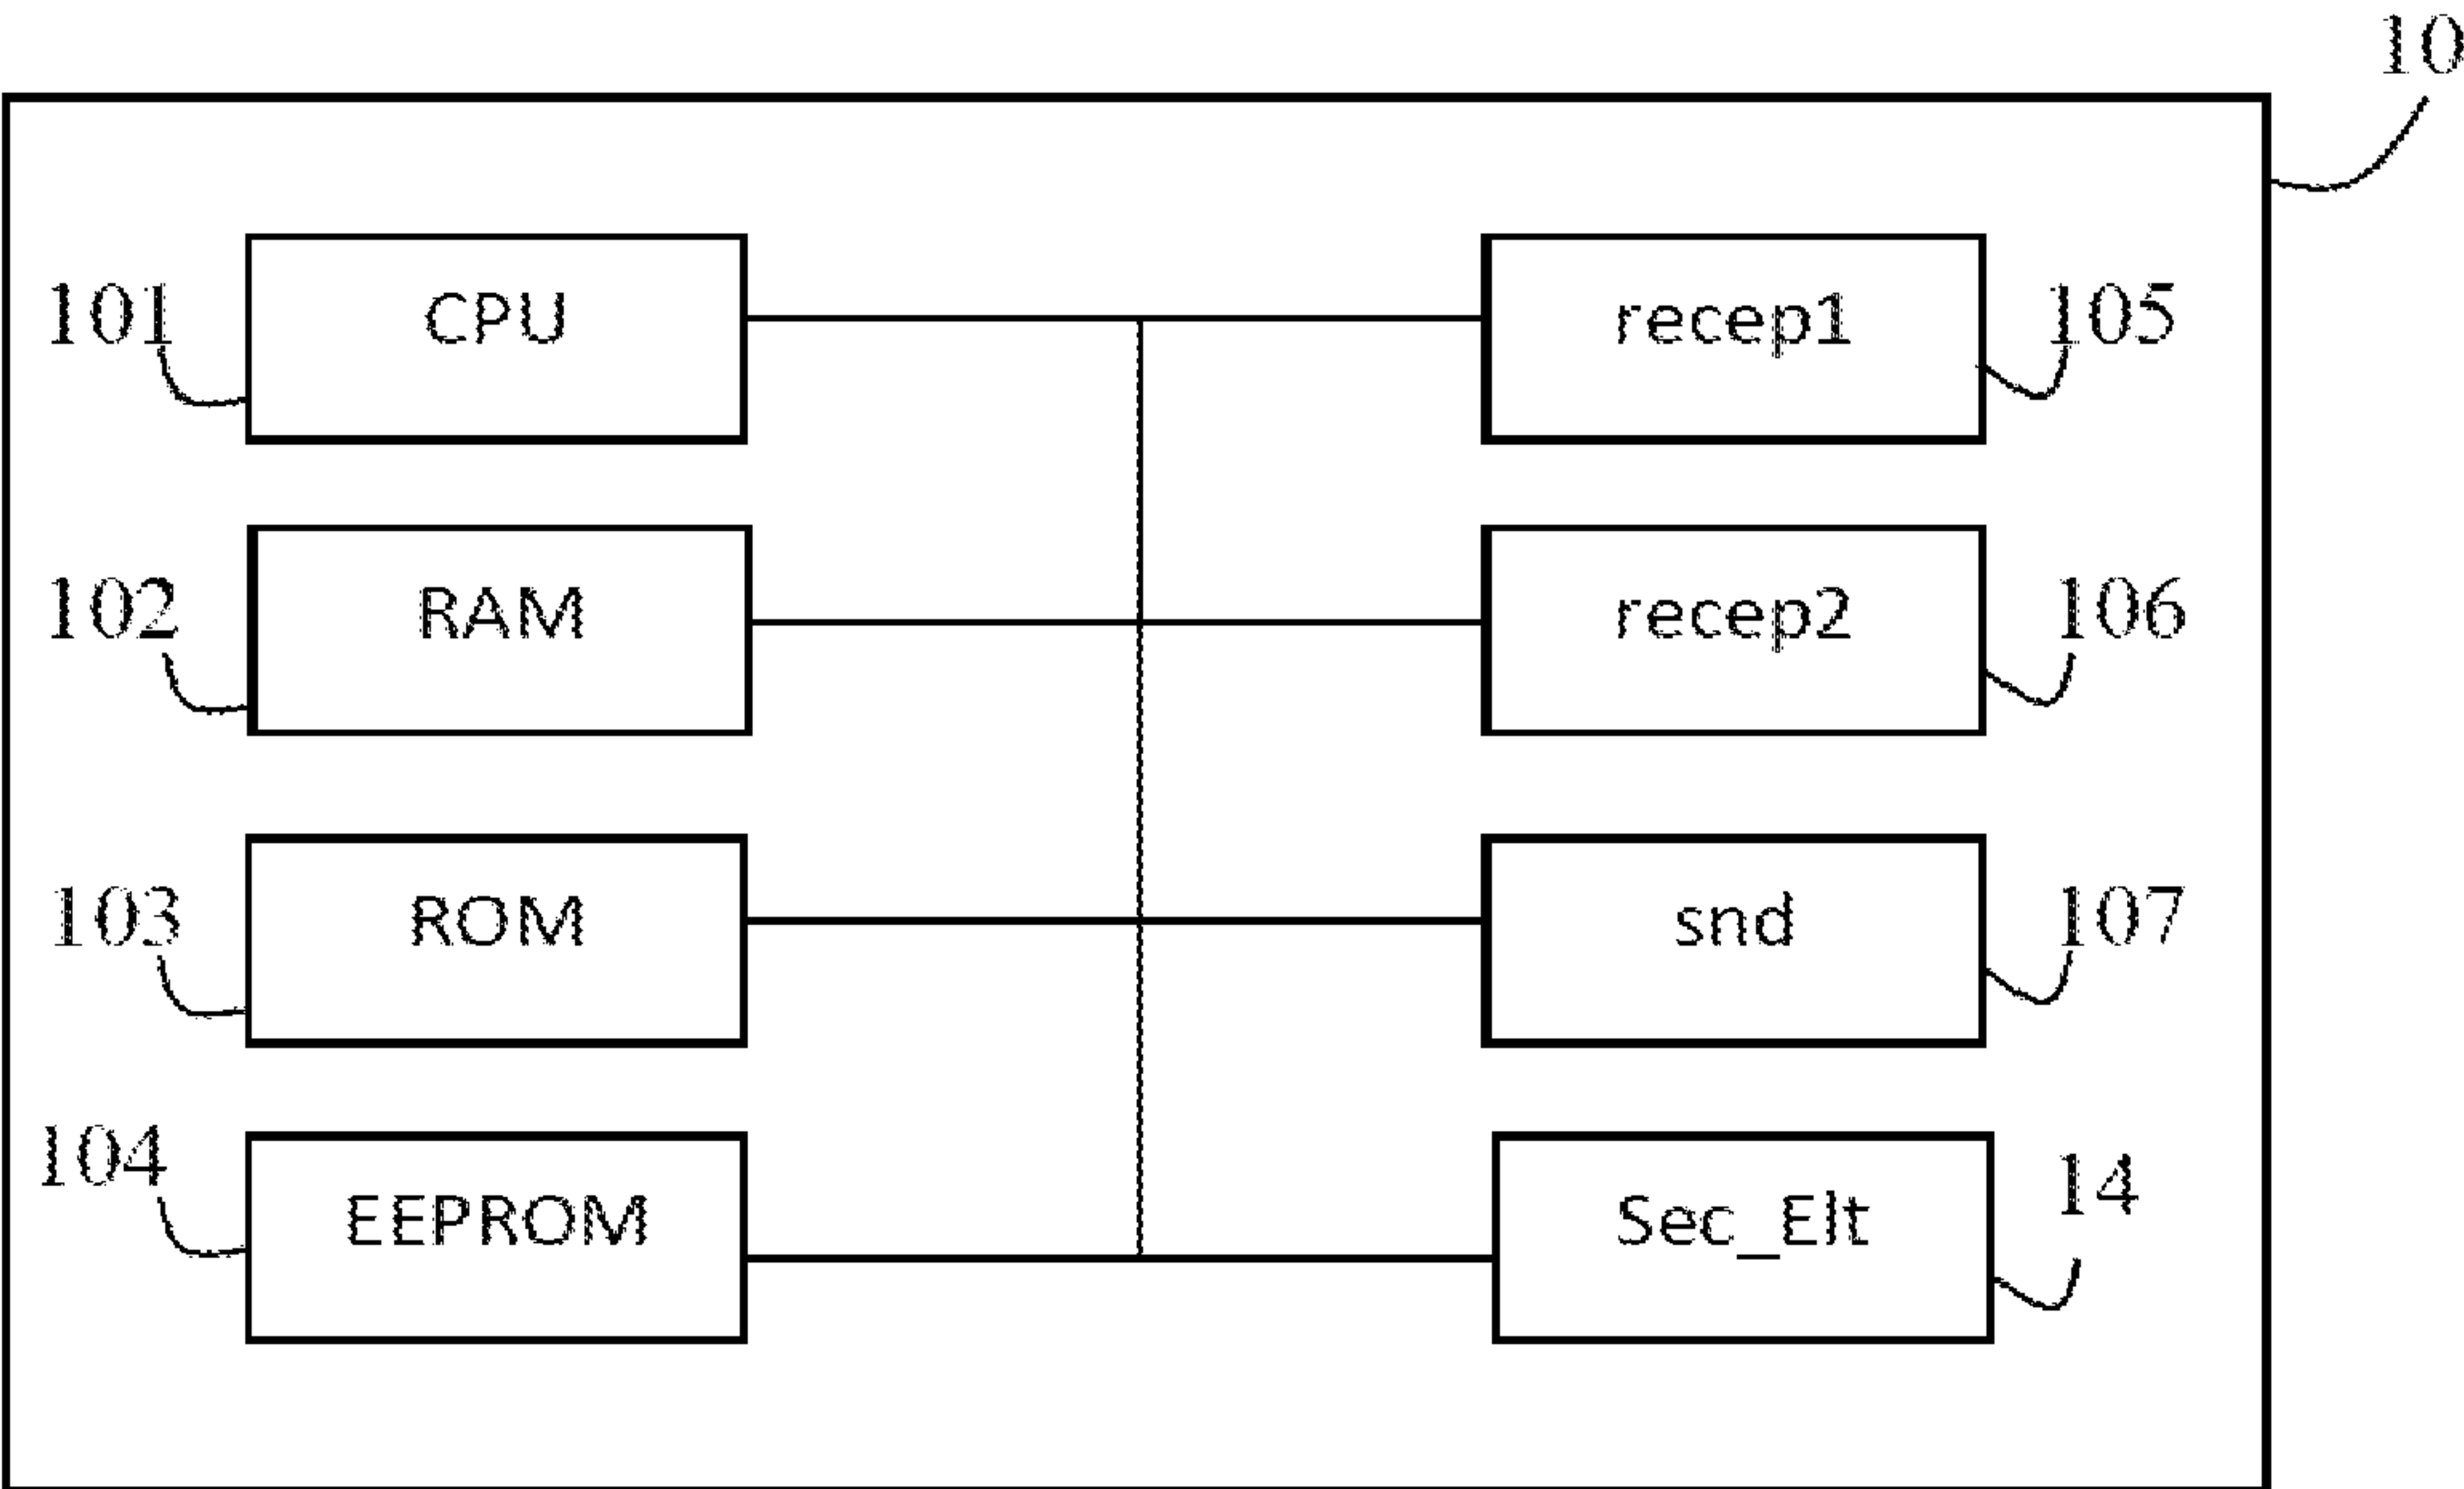 10
101 CPU recep1 105
102 RAM recep2 106
103 ROM snd 107
104 EEPROM Sec_Elt 14